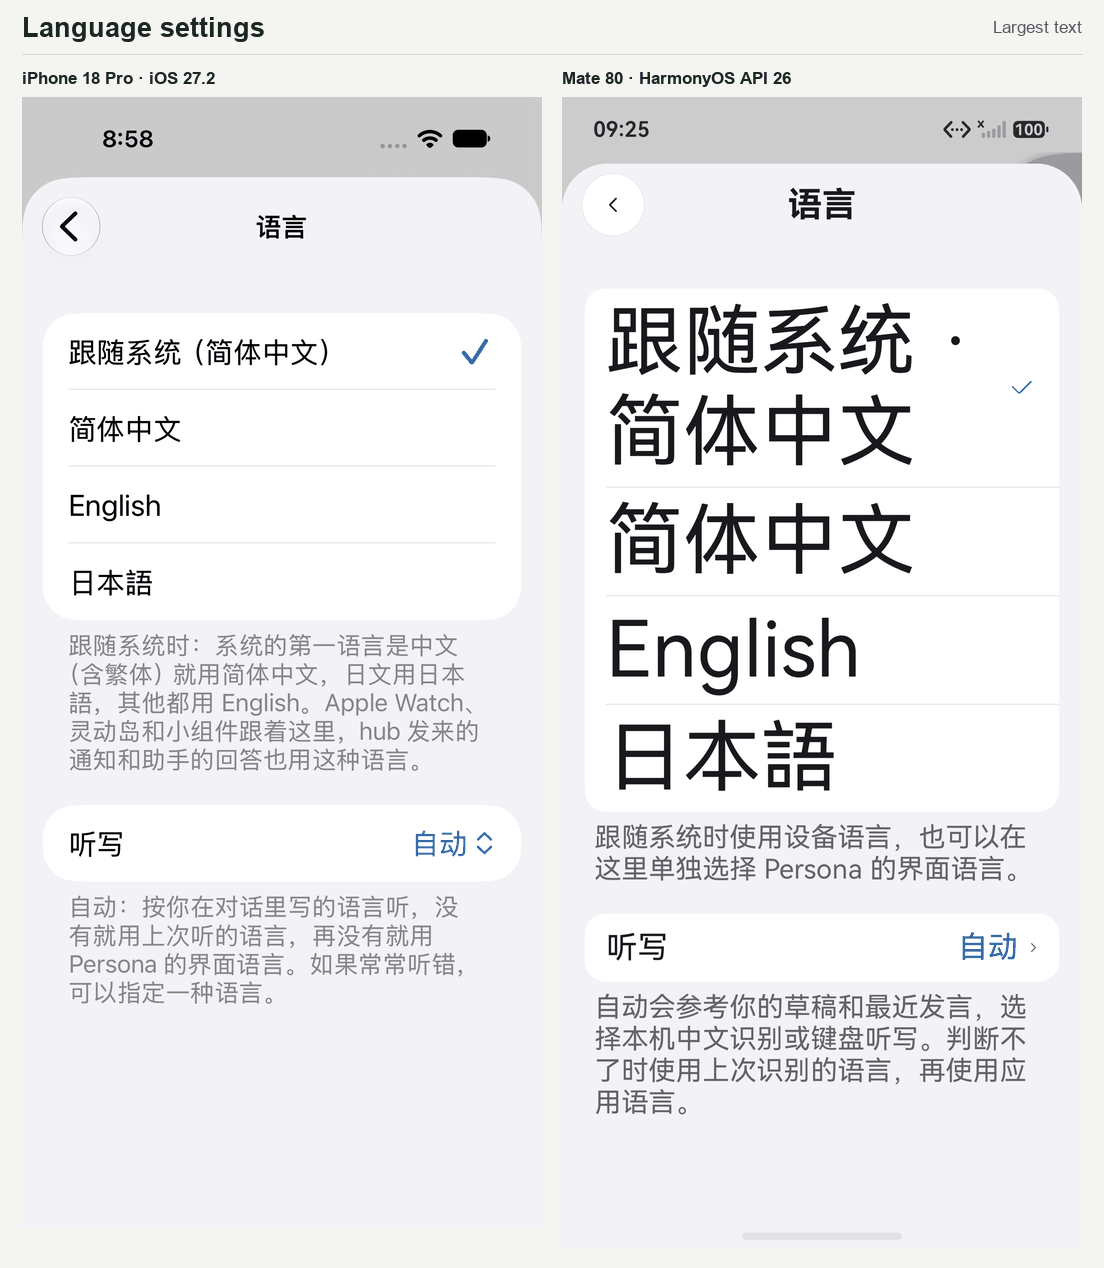 Language settings
Largest text
iPhone 18 Pro · iOS 27.2
8:58
语言
跟随系统（简体中文）
简体中文
English
日本語
跟随系统时：系统的第一语言是中文
（含繁体）就用简体中文，日文用日本
語，其他都用 English。Apple Watch、
灵动岛和小组件跟着这里，hub 发来的
通知和助手的回答也用这种语言。
听写
自动
自动：按你在对话里写的语言听，没
有就用上次听的语言，再没有就用
Persona 的界面语言。如果常常听错，
可以指定一种语言。
Mate 80 · HarmonyOS API 26
09:25
100
语言
跟随系统 ·
简体中文
简体中文
English
日本語
跟随系统时使用设备语言，也可以在
这里单独选择 Persona 的界面语言。
听写
自动
自动会参考你的草稿和最近发言，选
择本机中文识别或键盘听写。判断不
了时使用上次识别的语言，再使用应
用语言。